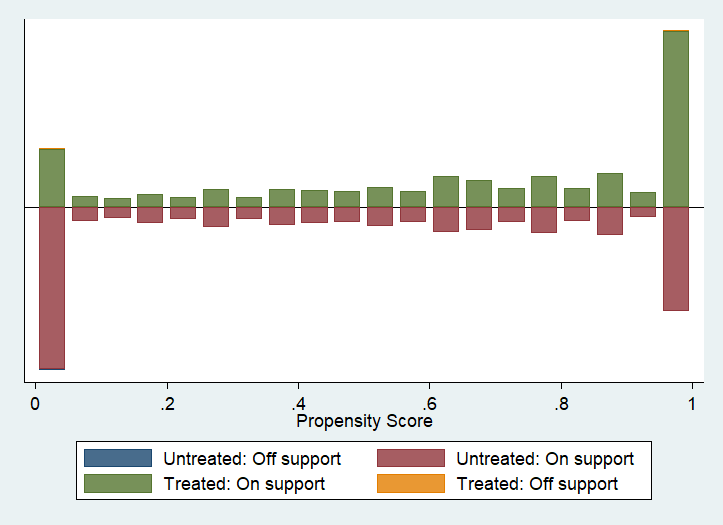 0 .2 .4 .6 .8 1
Propensity Score
Untreated: Off support Untreated: On support
Treated: On support Treated: Off support